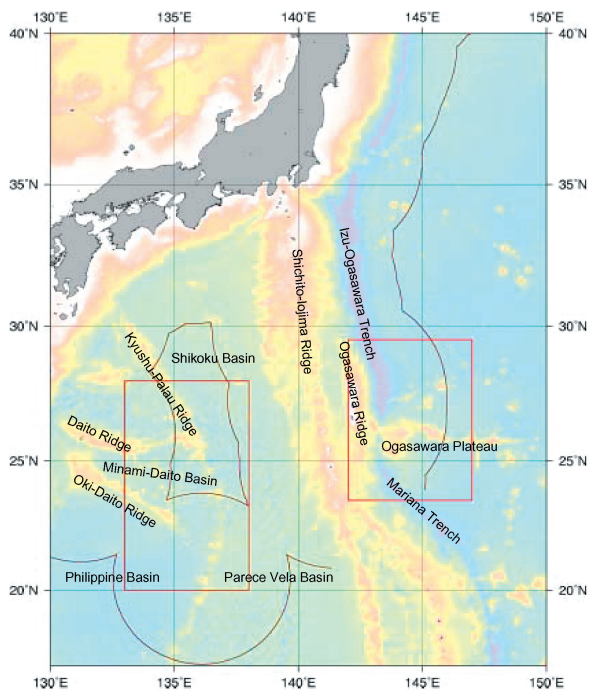 130˚E 135˚E 140˚E 145˚E 150˚E
40˚N 40˚N
35˚N 35˚N
Izu-Ogasawara Trench
Shichito-Iojima Ridge
30˚N 30˚N
Kyushu-Palau Ridge
Shikoku Basin
Ogasawara Ridge
Daito Ridge
Ogasawara Plateau
25˚N 25˚N
Minami-Daito Basin
Oki-Daito Ridge
Mariana Trench
Philippine Basin
Parece Vela Basin
20˚N 20˚N
130˚E 135˚E 140˚E 145˚E 150˚E